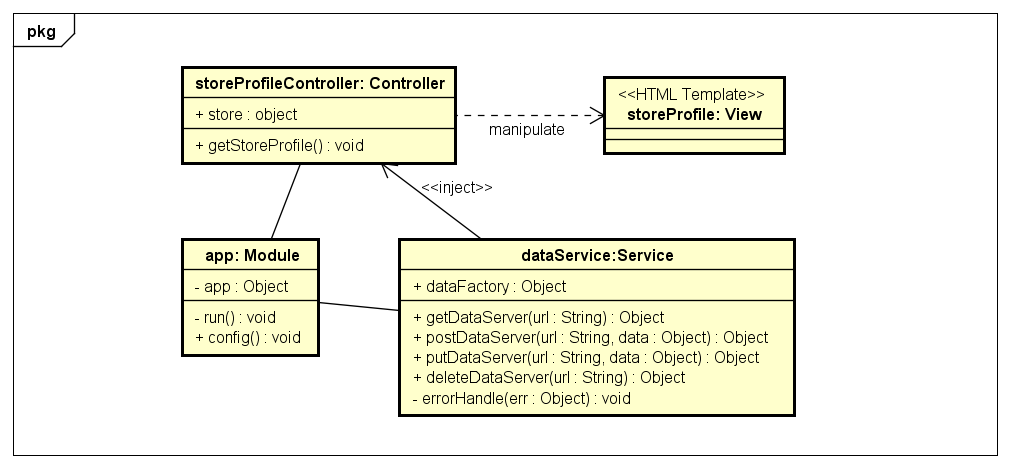 pkg
storeProfileController: Controller
+ store : object
+ getStoreProfile() : void
manipulate
<<HTML Template>>
storeProfile: View
<<inject>>
app: Module
- app : Object
- run() : void
+ config() : void
dataService:Service
+ dataFactory : Object
+ getDataServer(url : String) : Object
+ postDataServer(url : String, data : Object) : Object
+ putDataServer(url : String, data : Object) : Object
+ deleteDataServer(url : String) : Object
- errorHandle(err : Object) : void